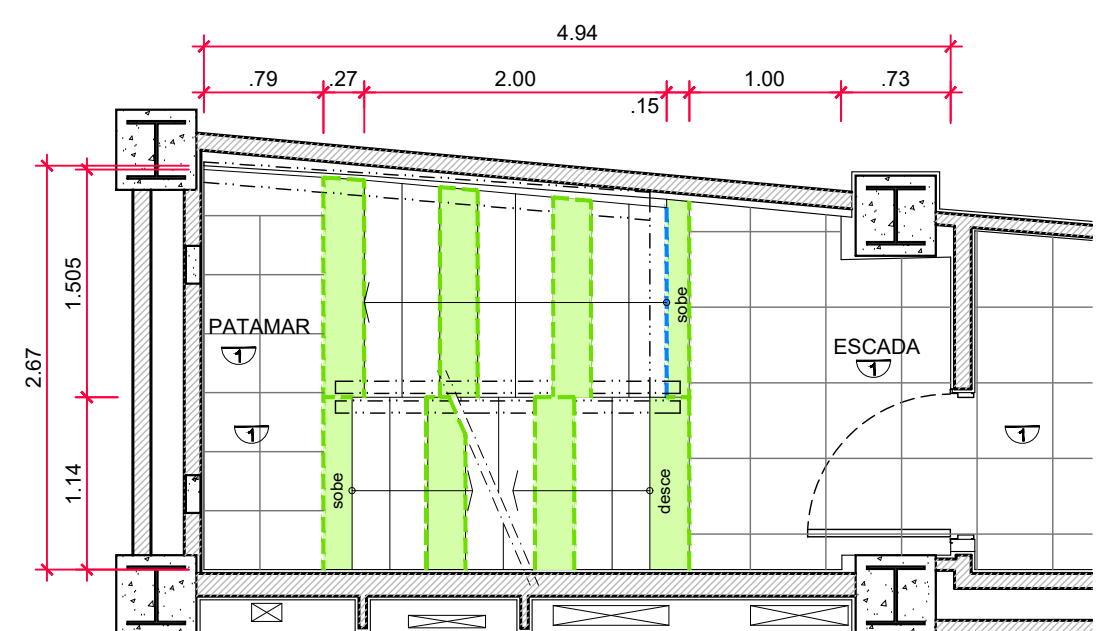 4.94
.79 .27 2.00 .15 1.00 .73
2.67
1.505
1.14
PATAMAR
1
1
sobe
ESCADA
1
1
sobe
desce